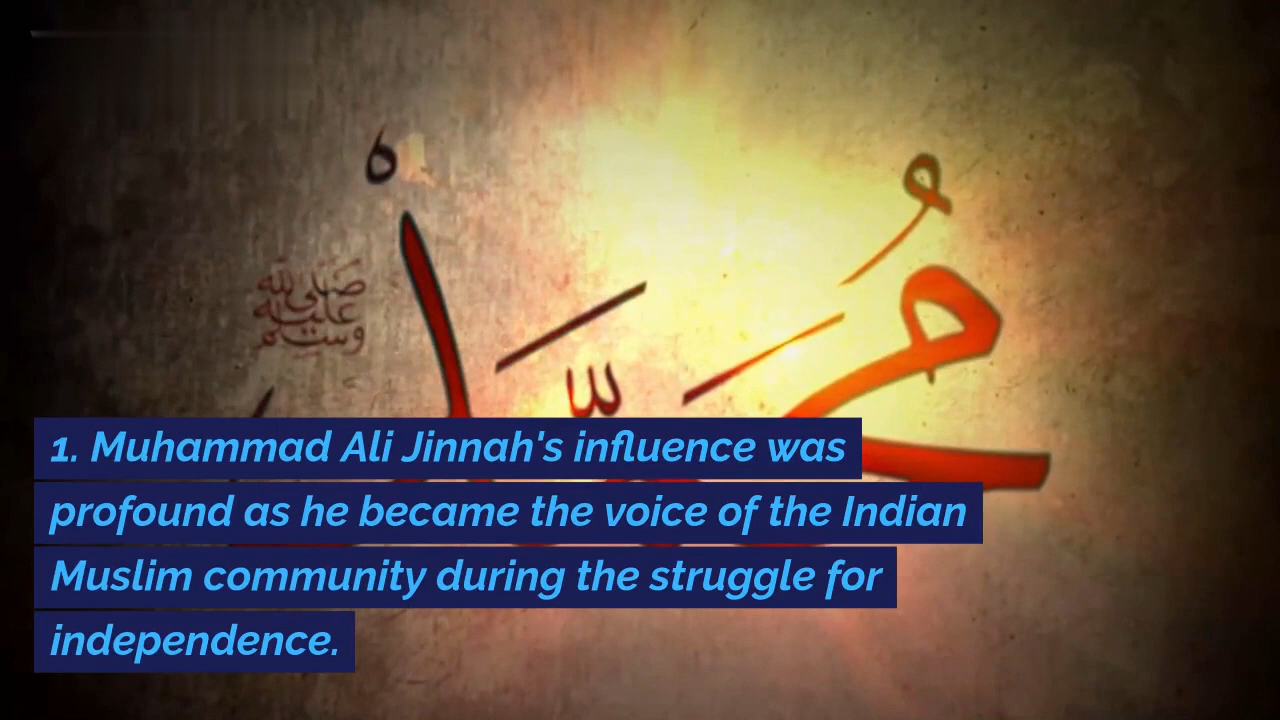 مُحَمَّد
صلى الله
عليه
وسلم
1. Muhammad Ali Jinnah's influence was
profound as he became the voice of the Indian
Muslim community during the struggle for
independence.